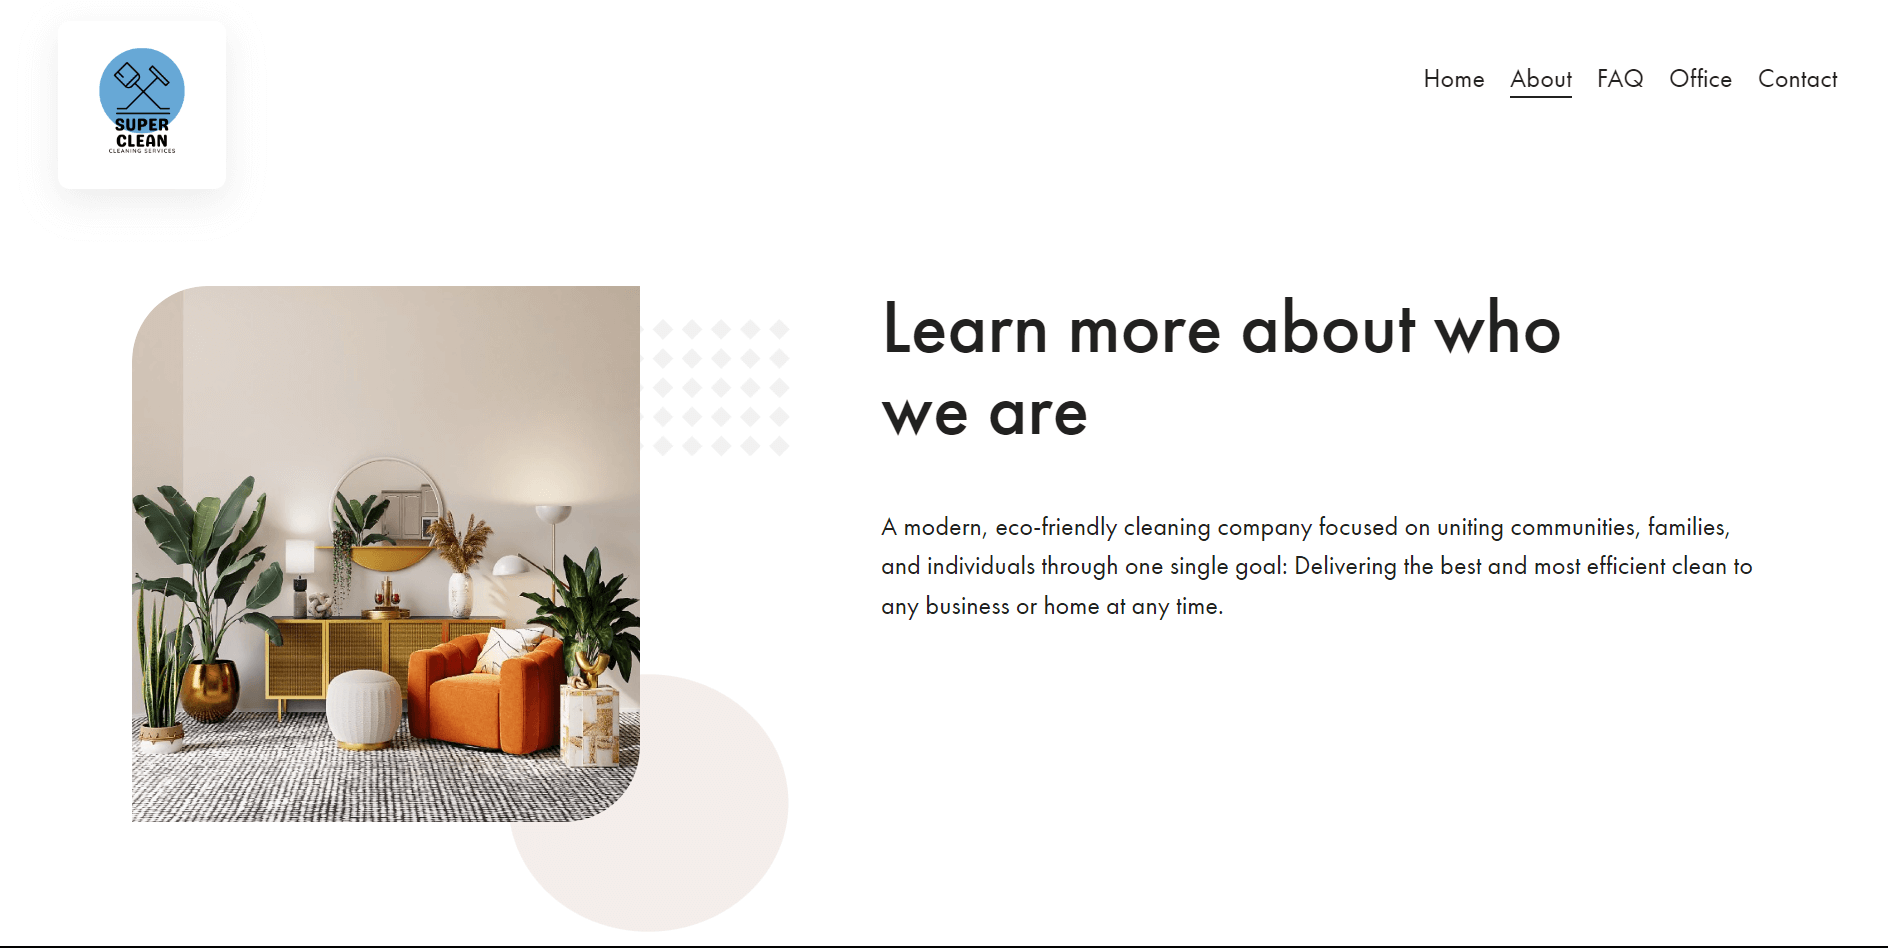 SUPER
CLEAN
CLEANING SERVICES
Home About FAQ Office Contact
Learn more about who
we are
A modern, eco-friendly cleaning company focused on uniting communities, families,
and individuals through one single goal: Delivering the best and most efficient clean to
any business or home at any time.